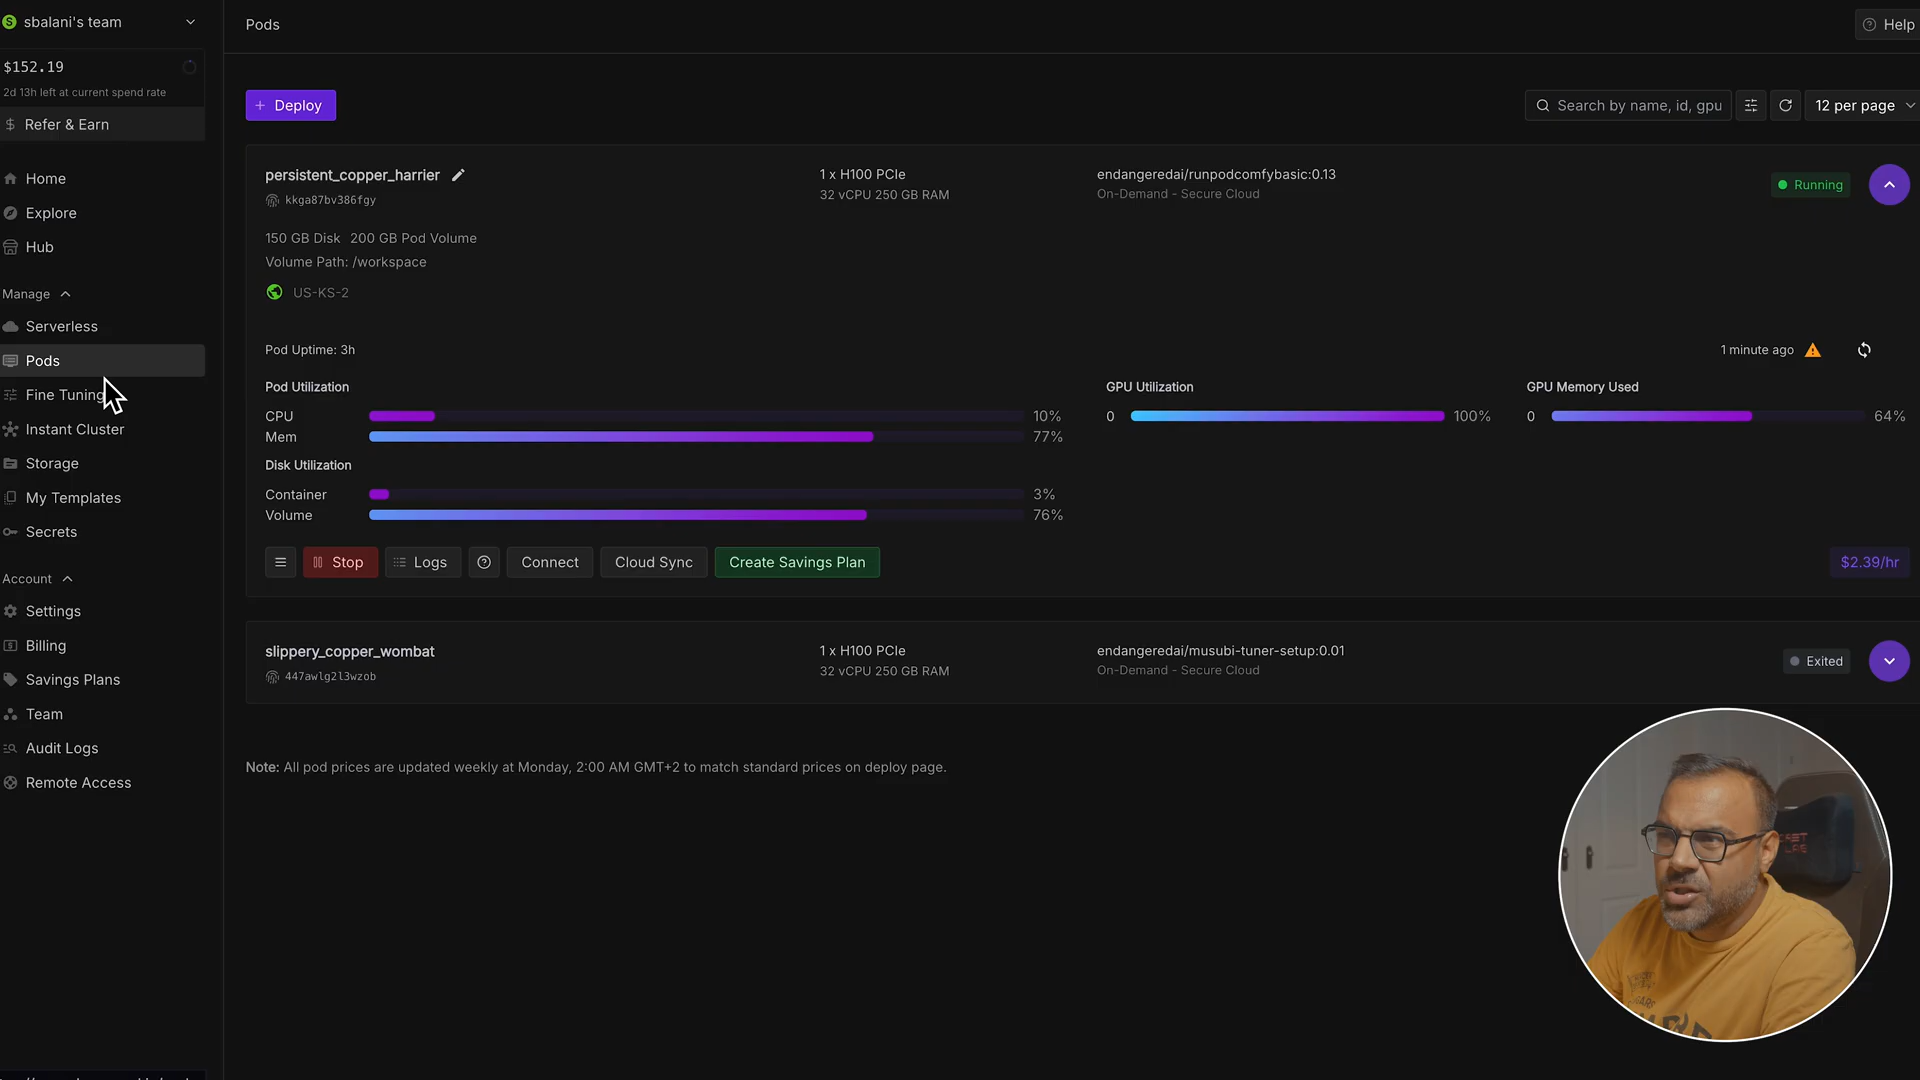 S sbalani's team
$152.19
2d 13h left at current spend rate
Refer & Earn
Home
Explore
Hub
Manage
Serverless
Pods
Fine Tuning
Instant Cluster
Storage
My Templates
Secrets
Account
Settings
Billing
Savings Plans
Team
Audit Logs
Remote Access
Pods
Help
+ Deploy
Search by name, id, gpu
12 per page
persistent_copper_harrier
kkga87bv386fgy
1 x H100 PCIe
32 vCPU 250 GB RAM
endangeredai/runpodcomfybasic:0.13
On-Demand - Secure Cloud
Running
150 GB Disk 200 GB Pod Volume
Volume Path: /workspace
US-KS-2
Pod Uptime: 3h
1 minute ago
Pod Utilization
CPU 10%
Mem 77%
GPU Utilization
0 100%
GPU Memory Used
0 64%
Disk Utilization
Container 3%
Volume 76%
Stop
Logs
Connect
Cloud Sync
Create Savings Plan
$2.39/hr
slippery_copper_wombat
447awlg2l3wzob
1 x H100 PCIe
32 vCPU 250 GB RAM
endangeredai/musubi-tuner-setup:0.01
On-Demand - Secure Cloud
Exited
Note: All pod prices are updated weekly at Monday, 2:00 AM GMT+2 to match standard prices on deploy page.